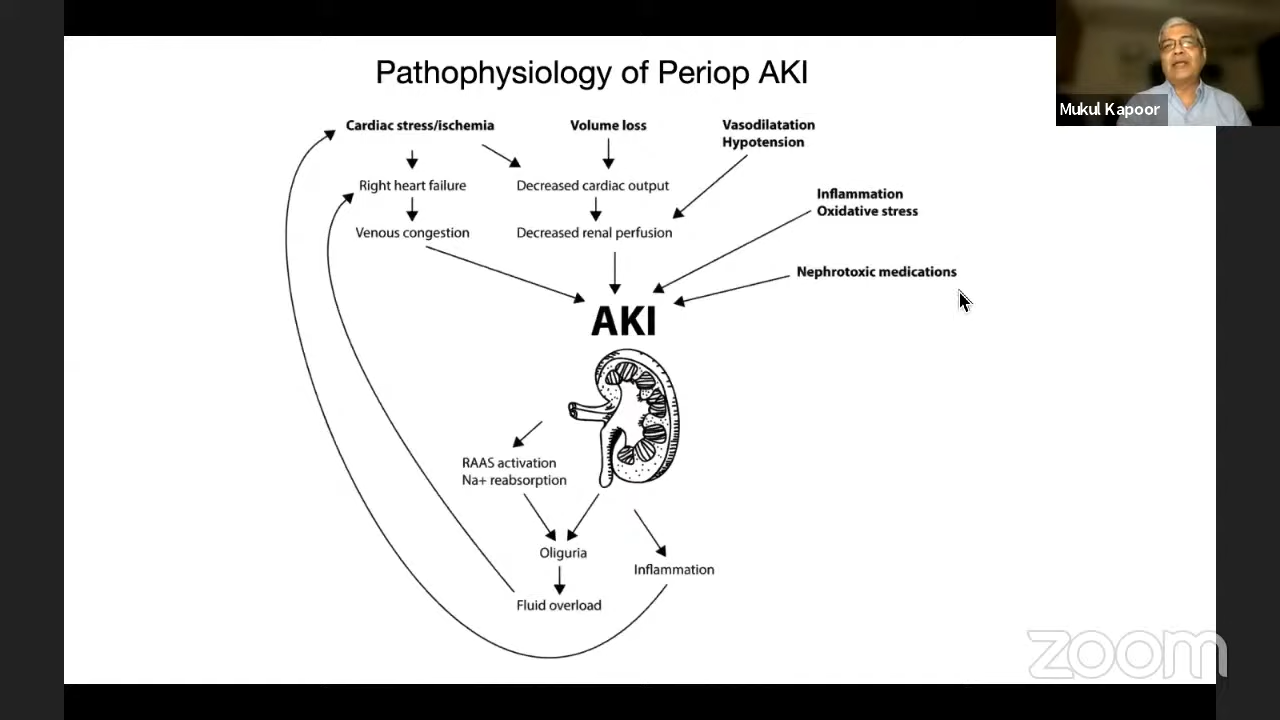 Pathophysiology of Periop AKI
Mukul Kapoor
Cardiac stress/ischemia
Volume loss
Vasodilatation
Hypotension
Right heart failure
Decreased cardiac output
Inflammation
Oxidative stress
Venous congestion
Decreased renal perfusion
Nephrotoxic medications
AKI
RAAS activation
Na+ reabsorption
Oliguria
Inflammation
Fluid overload
zoom